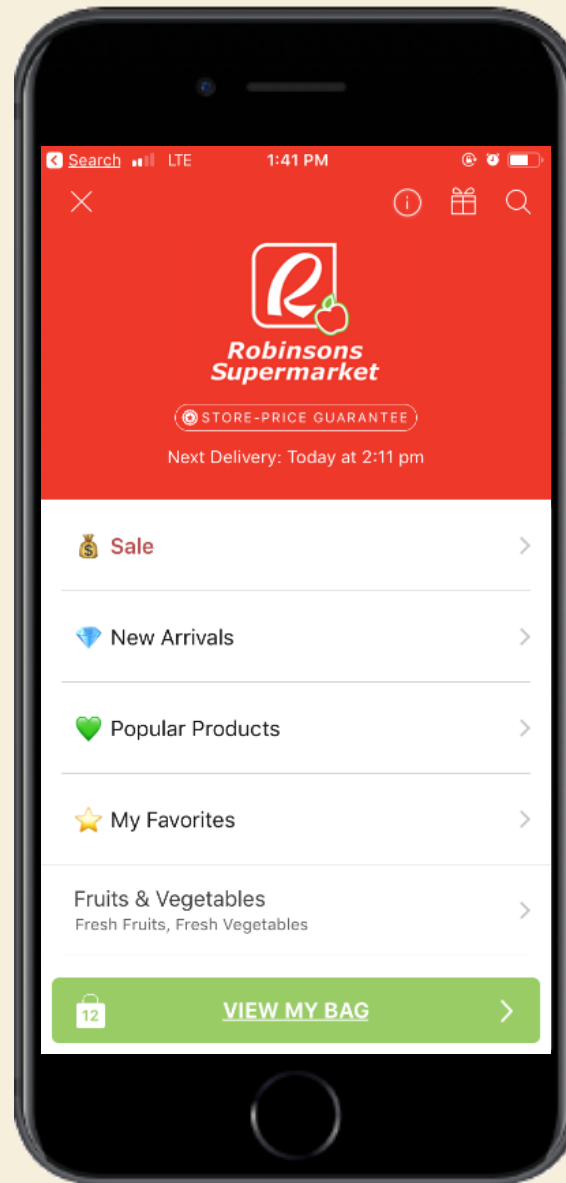 Search LTE 1:41 PM
R
Robinsons
Supermarket
STORE-PRICE GUARANTEE
Next Delivery: Today at 2:11 pm
Sale
New Arrivals
Popular Products
My Favorites
Fruits & Vegetables
Fresh Fruits, Fresh Vegetables
12 VIEW MY BAG